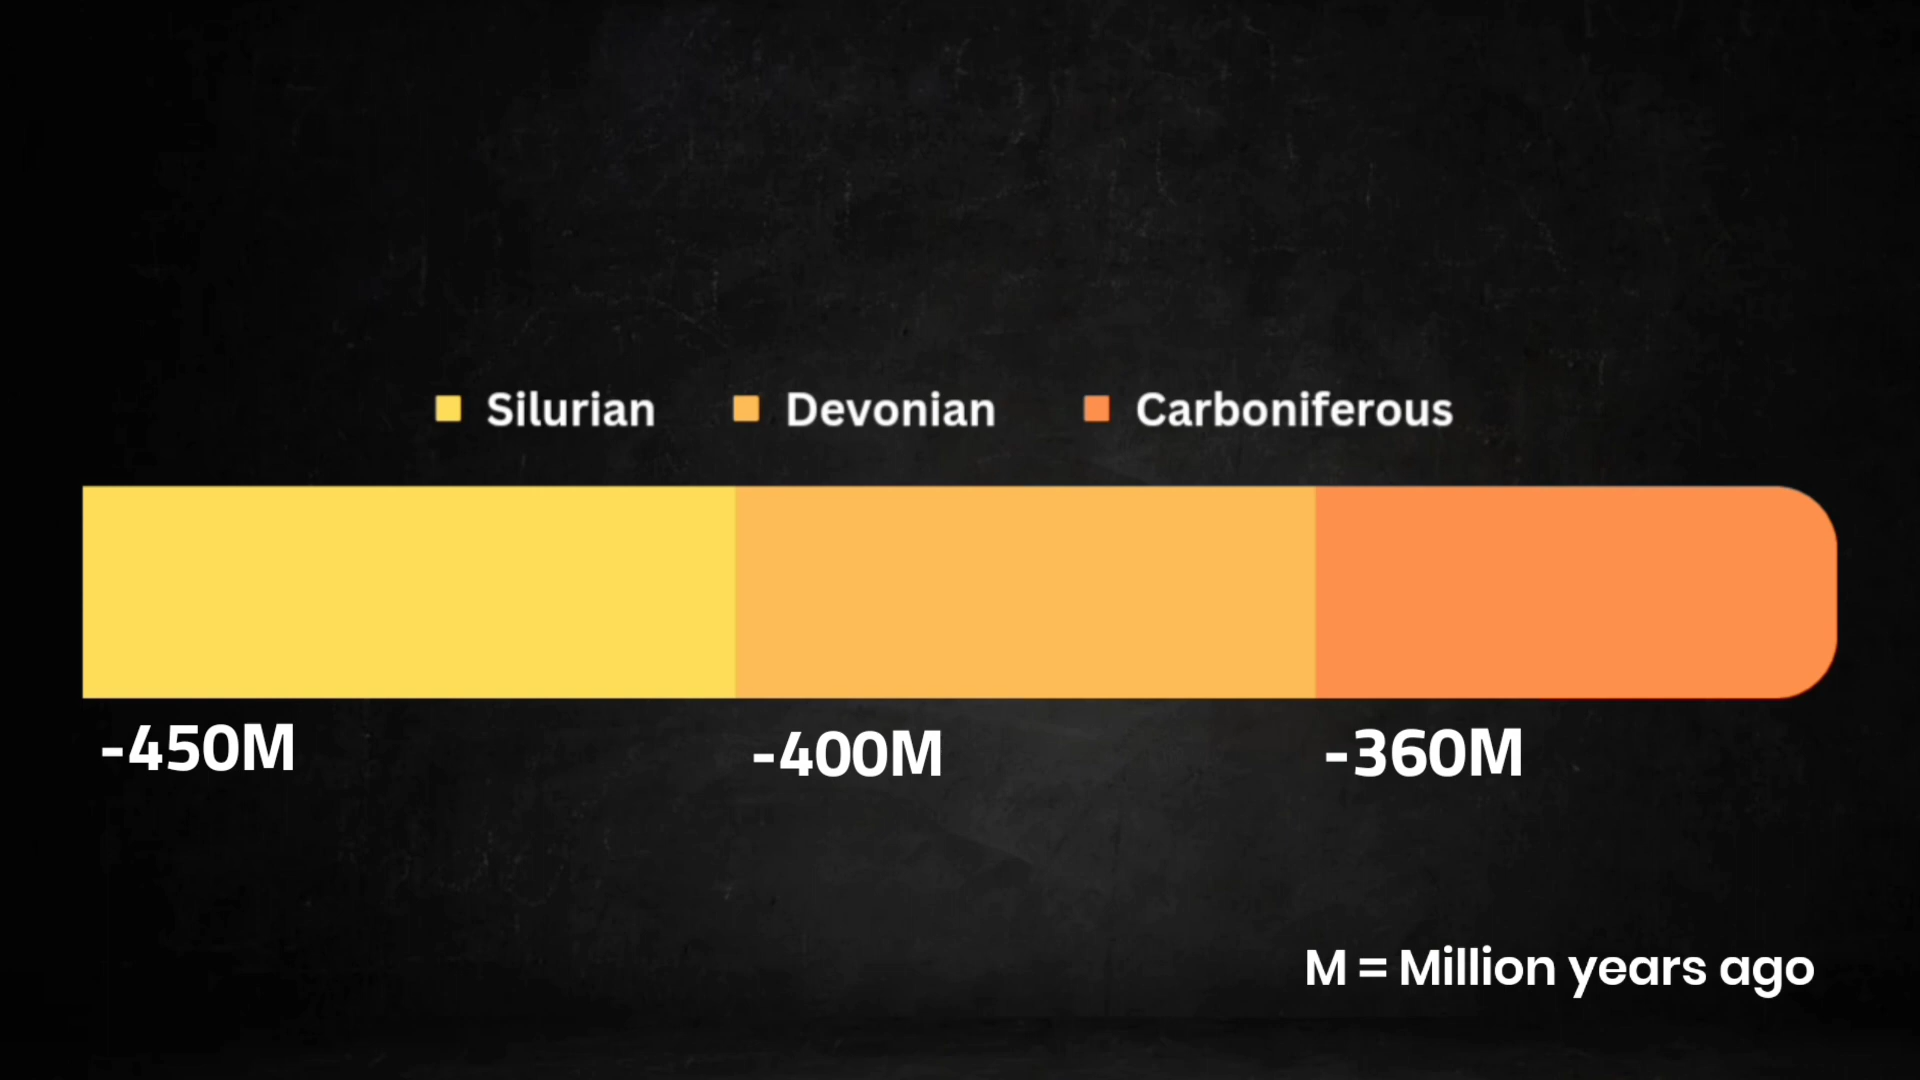 Silurian Devonian Carboniferous
-450M -400M -360M
M = Million years ago